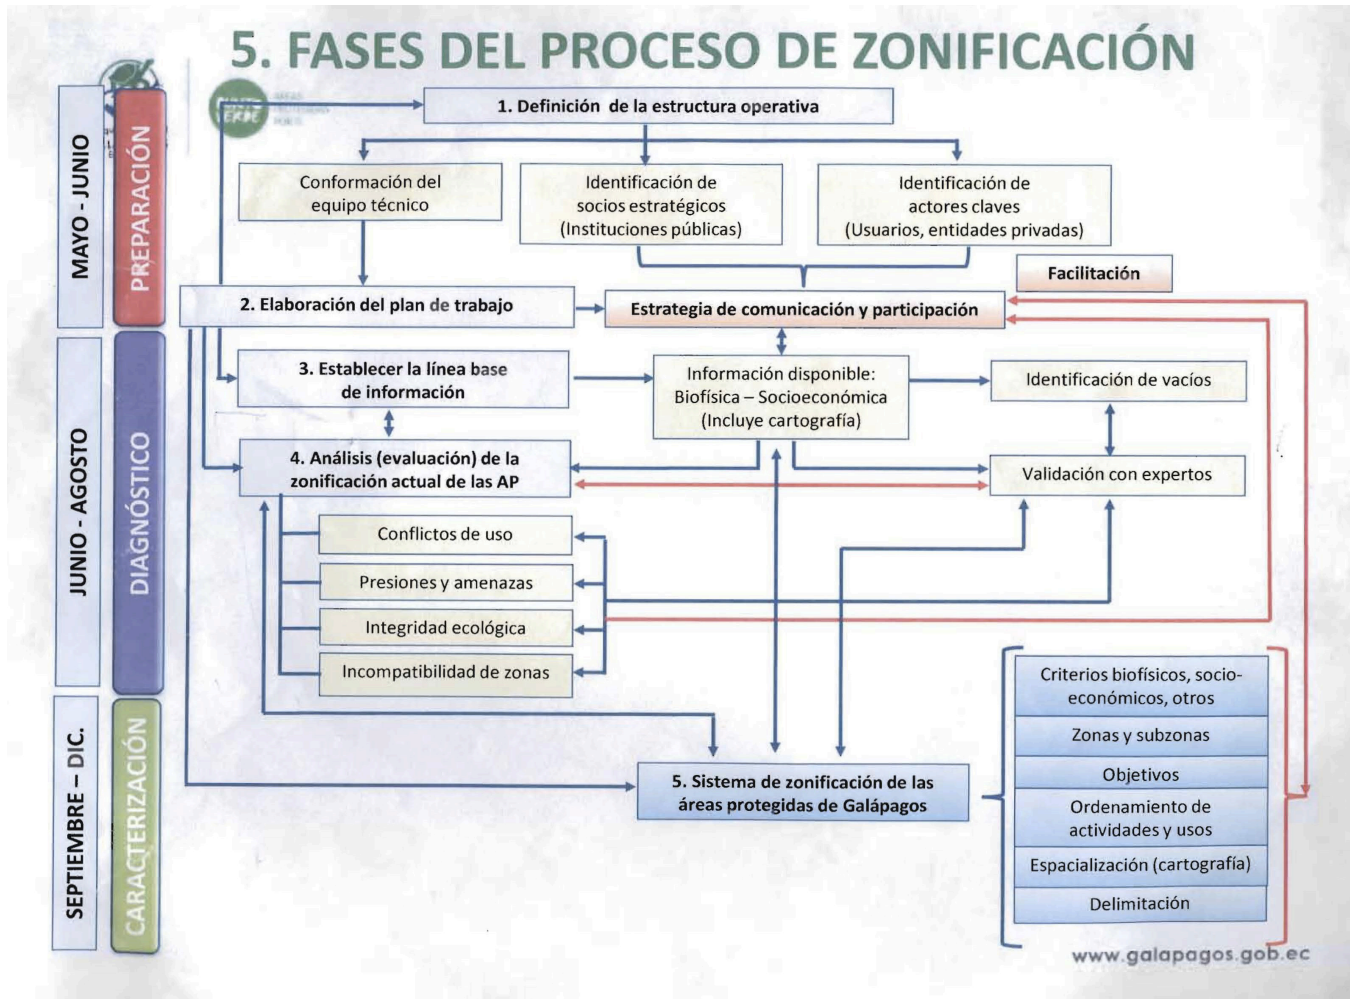 5. FASES DEL PROCESO DE ZONIFICACIÓN
MAYO - JUNIO
PREPARACIÓN
1. Definición de la estructura operativa
Conformación del
equipo técnico
Identificación de
socios estratégicos
(Instituciones públicas)
Identificación de
actores claves
(Usuarios, entidades privadas)
Facilitación
2. Elaboración del plan de trabajo
Estrategia de comunicación y participación
JUNIO - AGOSTO
DIAGNÓSTICO
3. Establecer la línea base
de información
Información disponible:
Biofísica – Socioeconómica
(Incluye cartografía)
Identificación de vacíos
4. Análisis (evaluación) de la
zonificación actual de las AP
Validación con expertos
Conflictos de uso
Presiones y amenazas
Integridad ecológica
Incompatibilidad de zonas
SEPTIEMBRE – DIC.
CARACTERIZACIÓN
5. Sistema de zonificación de las
áreas protegidas de Galápagos
Criterios biofísicos, socio-
económicos, otros
Zonas y subzonas
Objetivos
Ordenamiento de
actividades y usos
Espacialización (cartografía)
Delimitación
www.galapagos.gob.ec